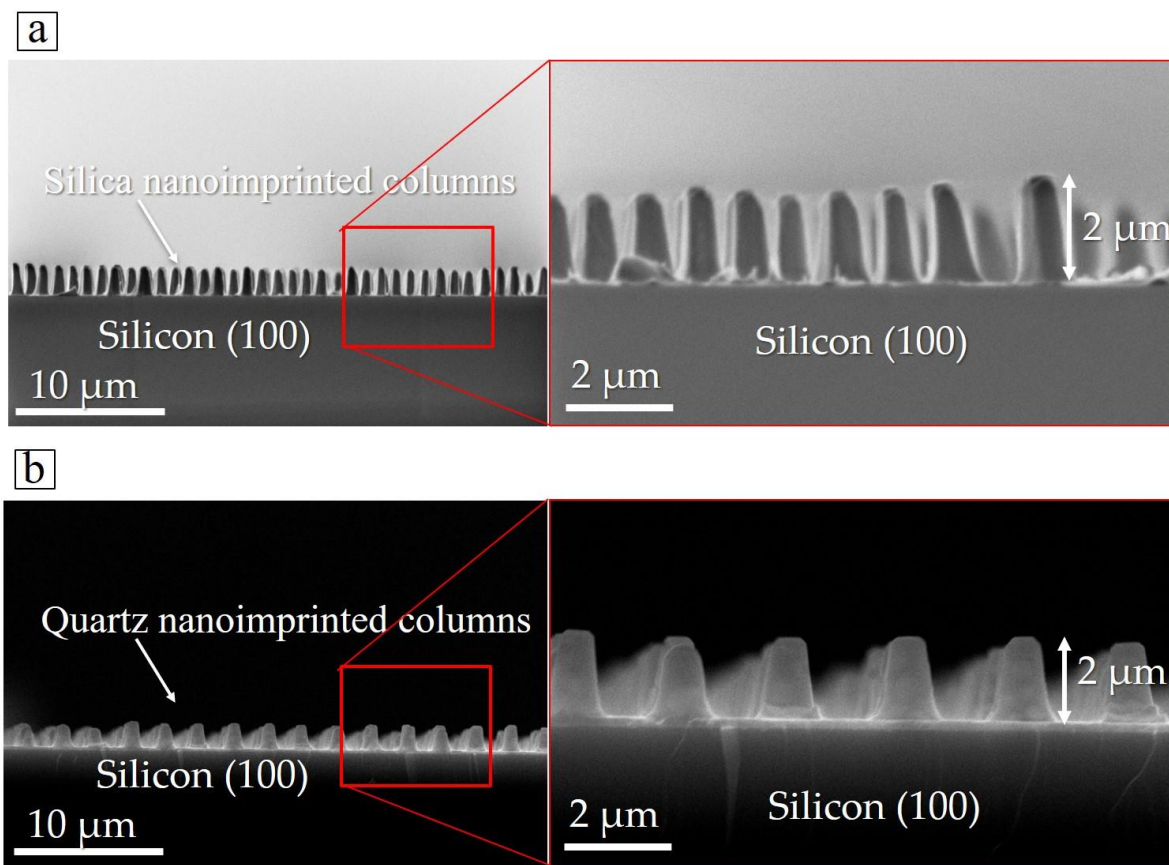 a
Silica nanoimprinted columns
Silicon (100)
10 μm
2 μm
Silicon (100)
2 μm
b
Quartz nanoimprinted columns
Silicon (100)
10 μm
2 μm
Silicon (100)
2 μm